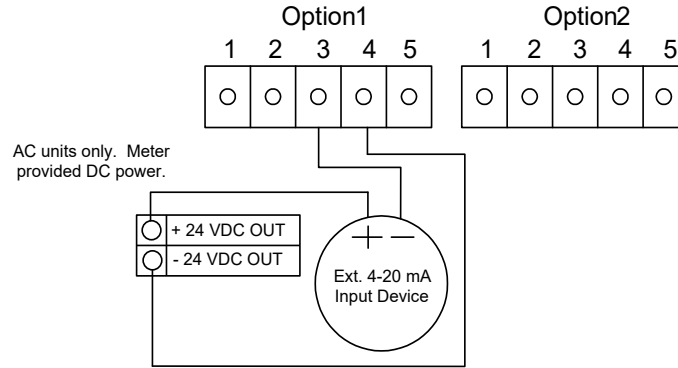 Option1 Option2
1 2 3 4 5 1 2 3 4 5
AC units only. Meter
provided DC power.
+ 24 VDC OUT
- 24 VDC OUT
+ -
Ext. 4-20 mA
Input Device